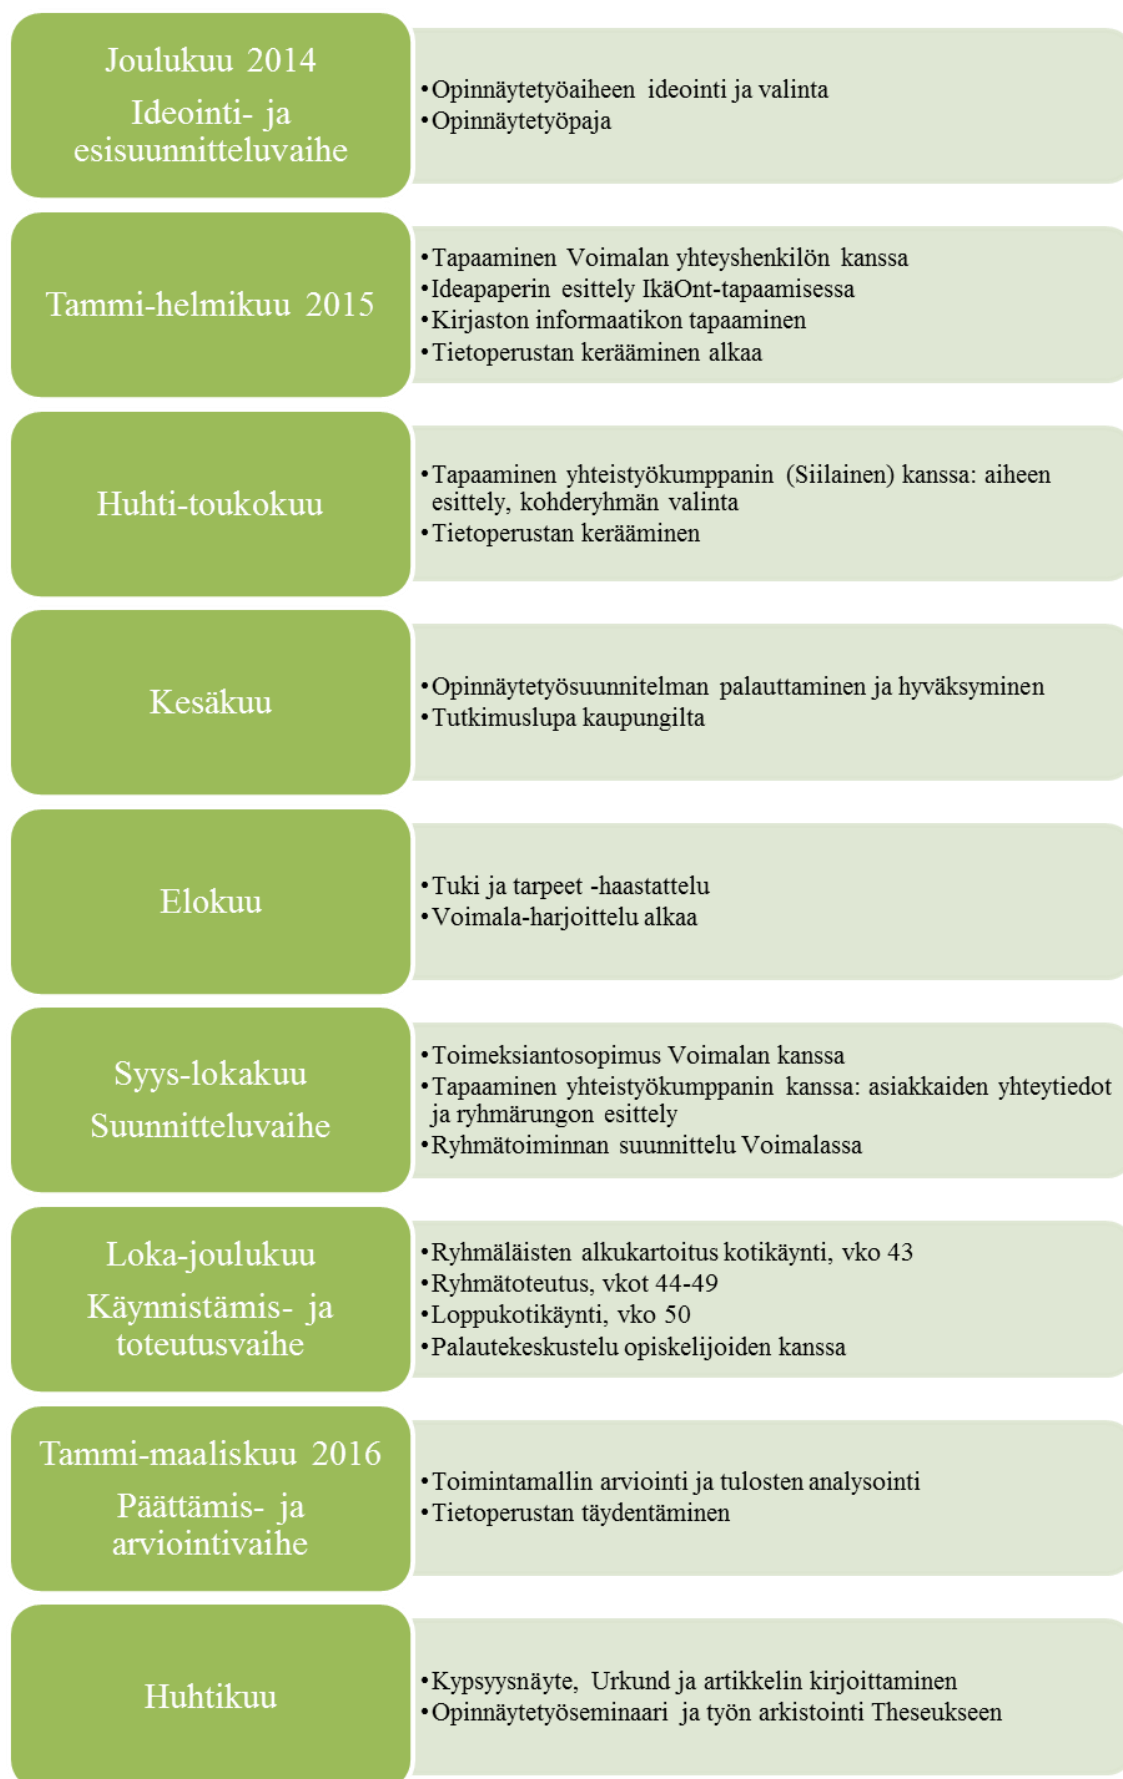 Joulukuu 2014
Ideointi- ja
esisuunnitteluvaihe
•Opinnäytetyöaiheen ideointi ja valinta
•Opinnäytetyöpaja
Tammi-helmikuu 2015
•Tapaaminen Voimalan yhteyshenkilön kanssa
•Ideapaperin esittely IkäOnt-tapaamisessa
•Kirjaston informaatikon tapaaminen
•Tietoperustan kerääminen alkaa
Huhti-toukokuu
•Tapaaminen yhteistyökumppanin (Siilainen) kanssa: aiheen
esittely, kohderyhmän valinta
•Tietoperustan kerääminen
Kesäkuu
•Opinnäytetyösuunnitelman palauttaminen ja hyväksyminen
•Tutkimuslupa kaupungilta
Elokuu
•Tuki ja tarpeet -haastattelu
•Voimala-harjoittelu alkaa
Syys-lokakuu
Suunnitteluvaihe
•Toimeksiantosopimus Voimalan kanssa
•Tapaaminen yhteistyökumppanin kanssa: asiakkaiden yhteytiedot
ja ryhmärungon esittely
•Ryhmätoiminnan suunnittelu Voimalassa
Loka-joulukuu
Käynnistämis- ja
toteutusvaihe
•Ryhmäläisten alkukartoitus kotikäynti, vko 43
•Ryhmätoteutus, vkot 44-49
•Loppukotikäynti, vko 50
•Palautekeskustelu opiskelijoiden kanssa
Tammi-maaliskuu 2016
Päättämis- ja
arviointivaihe
•Toimintamallin arviointi ja tulosten analysointi
•Tietoperustan täydentäminen
Huhtikuu
•Kypsyysnäyte, Urkund ja artikkelin kirjoittaminen
•Opinnäytetyöseminaari ja työn arkistointi Theseukseen